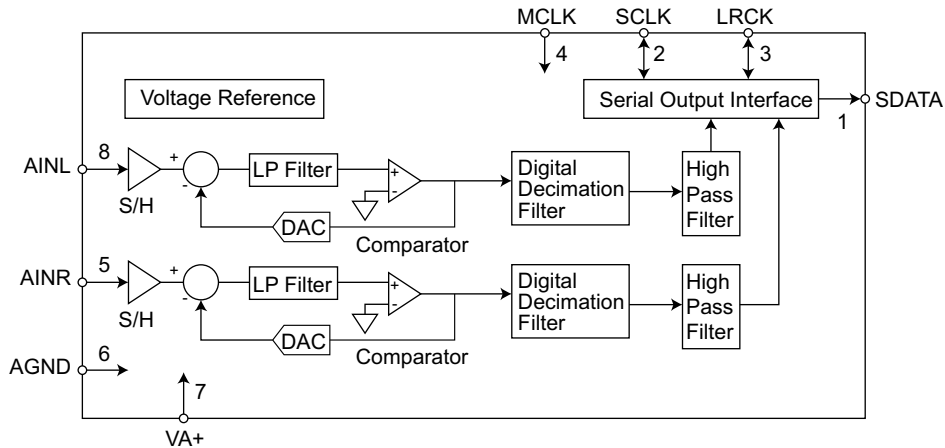 MCLK SCLK LRCK
4 2 3
Voltage Reference
Serial Output Interface
SDATA
1
AINL
8
+
-
S/H
LP Filter
+
-
DAC
Comparator
Digital
Decimation
Filter
High
Pass
Filter
AINR
5
+
-
S/H
LP Filter
+
-
DAC
Comparator
Digital
Decimation
Filter
High
Pass
Filter
AGND
6
7
VA+